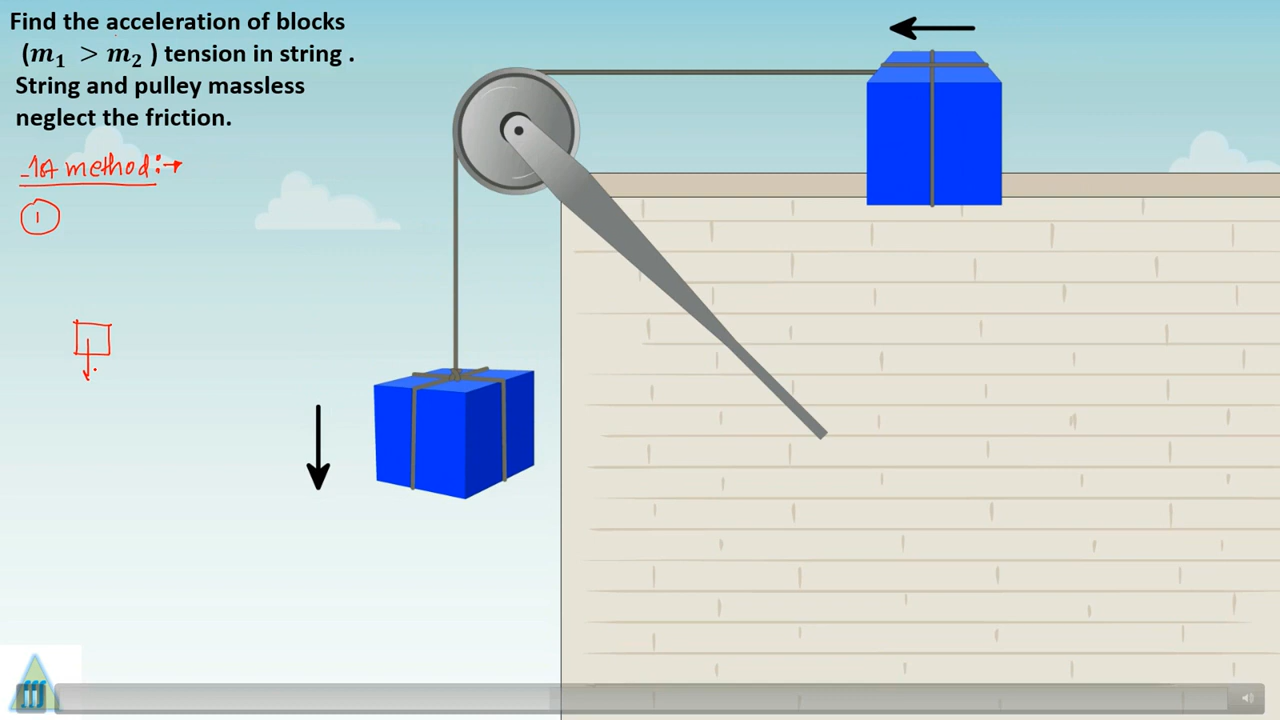 Find the acceleration of blocks
(m₁ > m₂ ) tension in string .
String and pulley massless
neglect the friction.
1st method:→
①